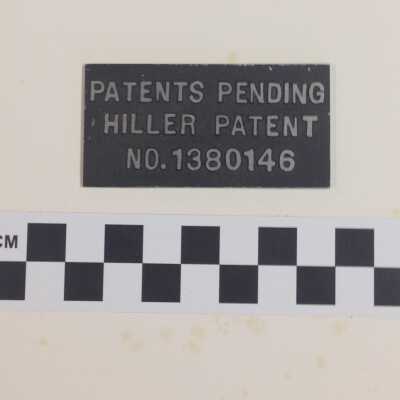 PATENTS PENDING
HILLER PATENT
NO.1380146
CM